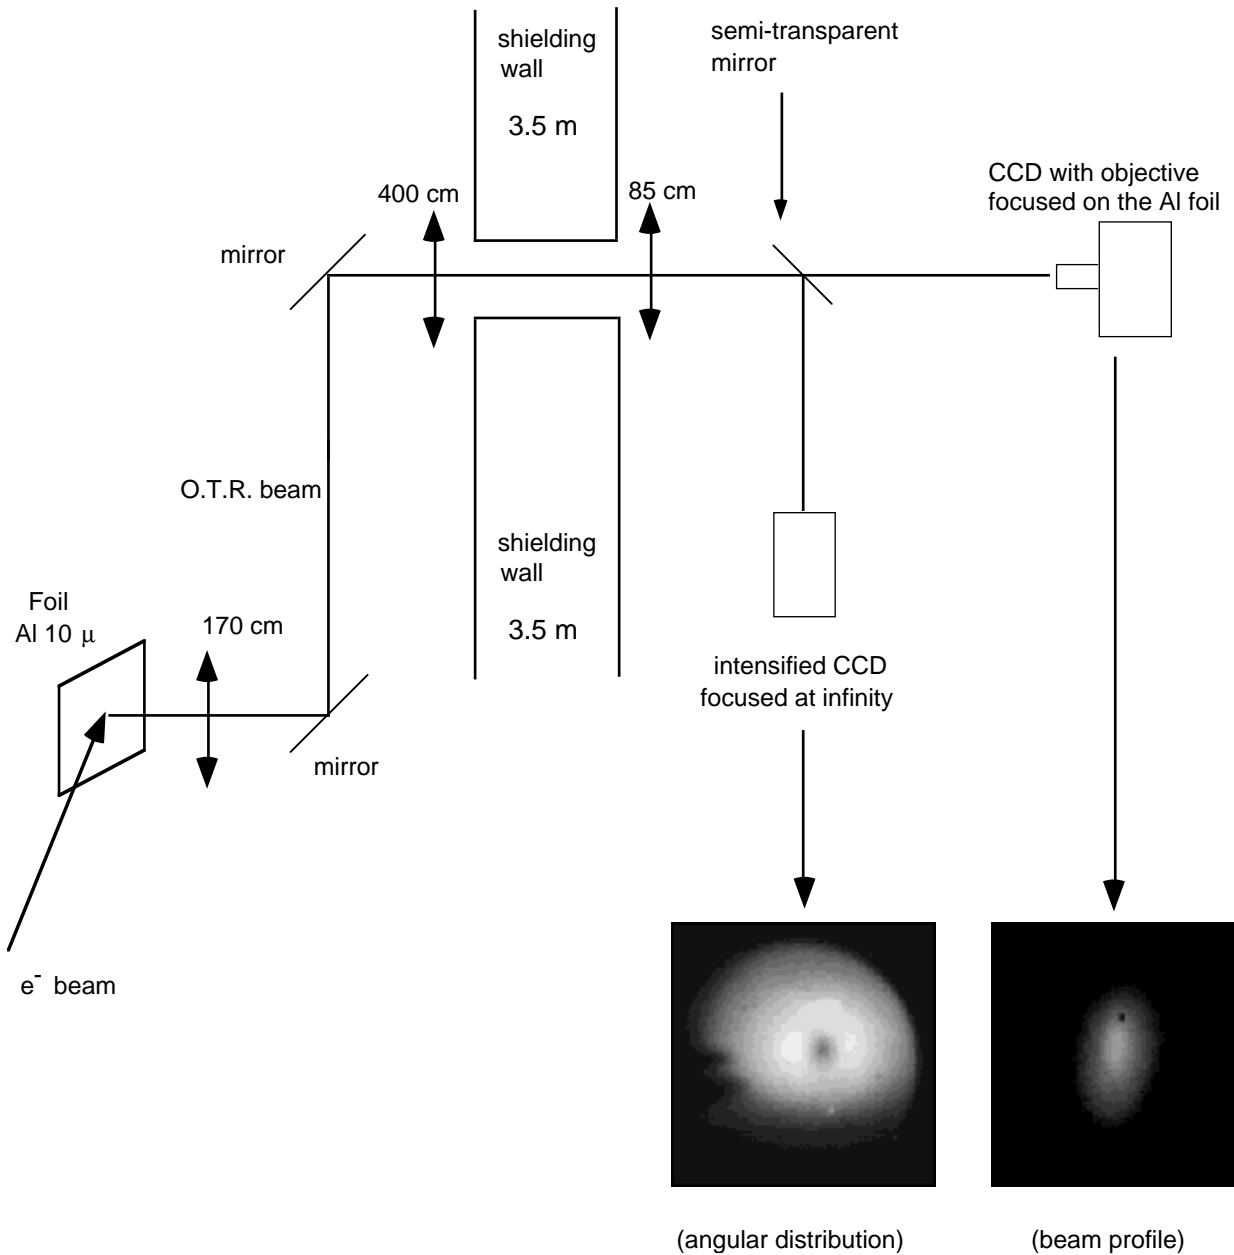 semi-transparent
mirror
shielding
wall
3.5 m
CCD with objective
focused on the Al foil
400 cm
85 cm
mirror
O.T.R. beam
shielding
wall
3.5 m
Foil
Al 10 μ
170 cm
intensified CCD
focused at infinity
mirror
e⁻ beam
(angular distribution)
(beam profile)